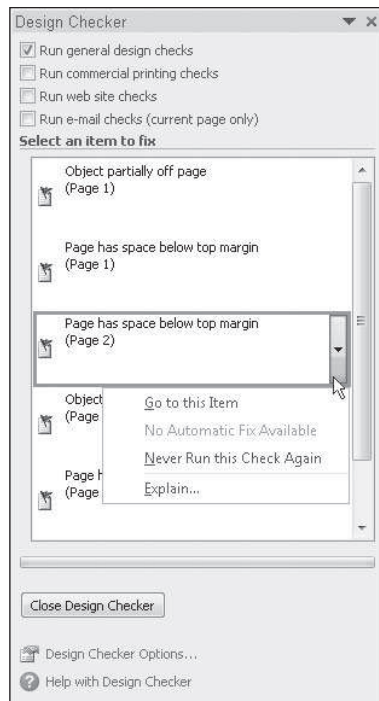 Design Checker
Run general design checks
Run commercial printing checks
Run web site checks
Run e-mail checks (current page only)
Select an item to fix
Object partially off page
(Page 1)
Page has space below top margin
(Page 1)
Page has space below top margin
(Page 2)
Object
(Page
Go to this Item
No Automatic Fix Available
Never Run this Check Again
Page
(Page
Explain...
Close Design Checker
Design Checker Options...
Help with Design Checker